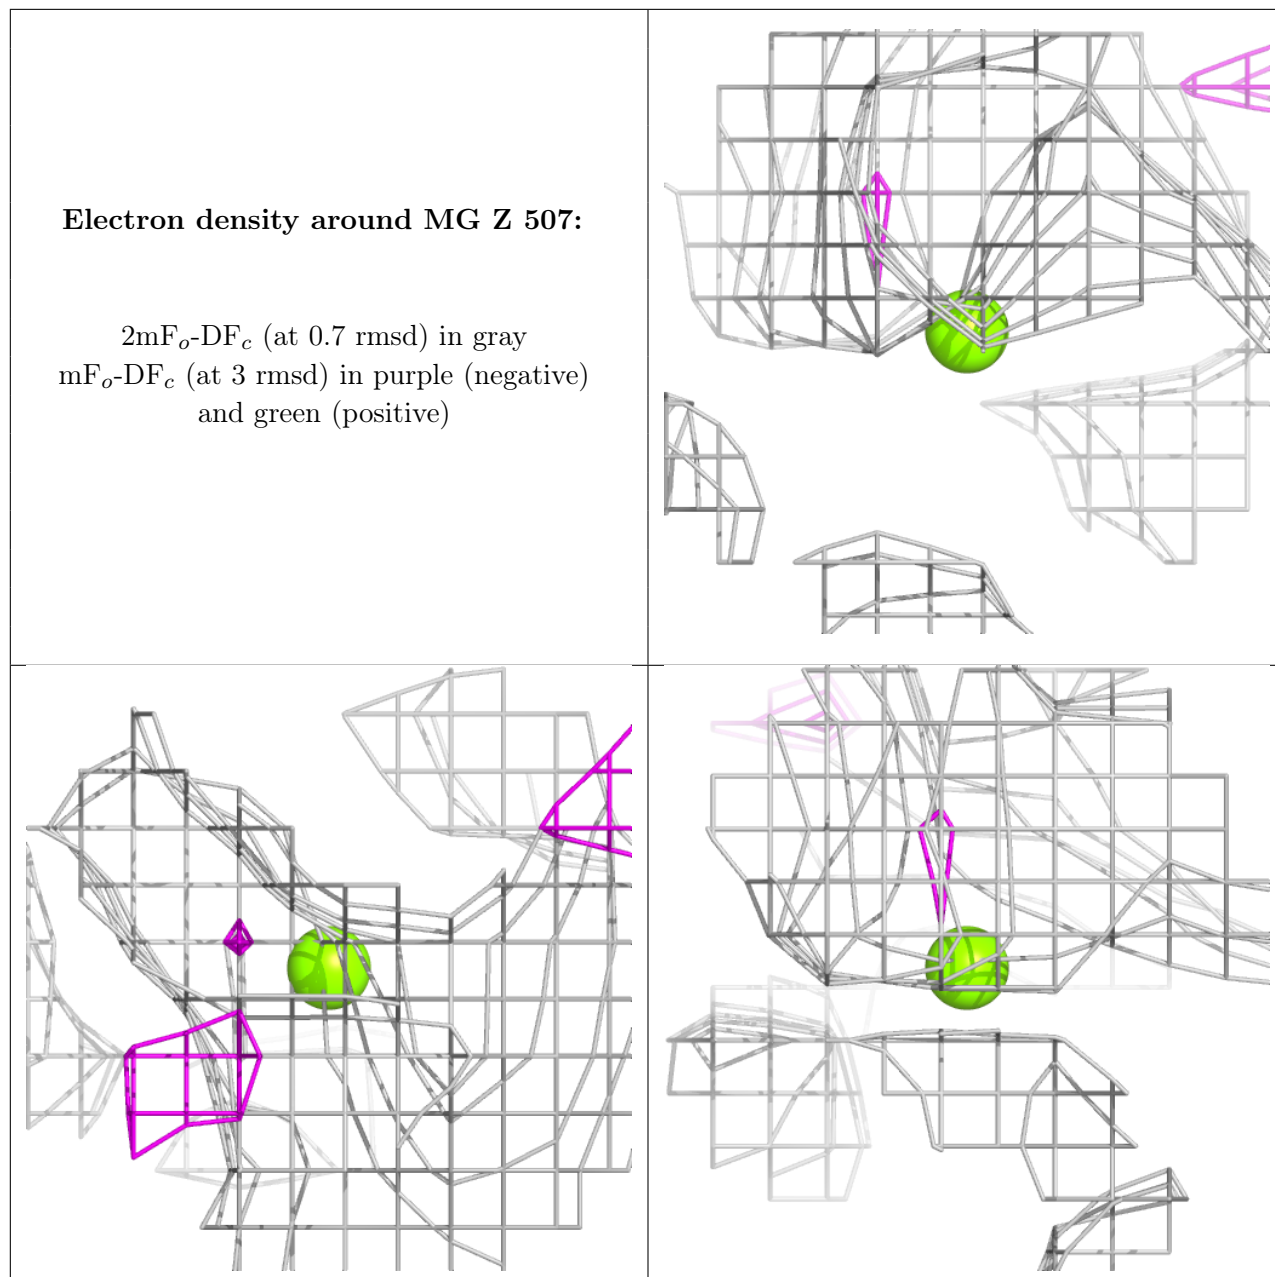 Electron density around MG Z 507:
2mFo-DFc (at 0.7 rmsd) in gray
mFo-DFc (at 3 rmsd) in purple (negative)
and green (positive)